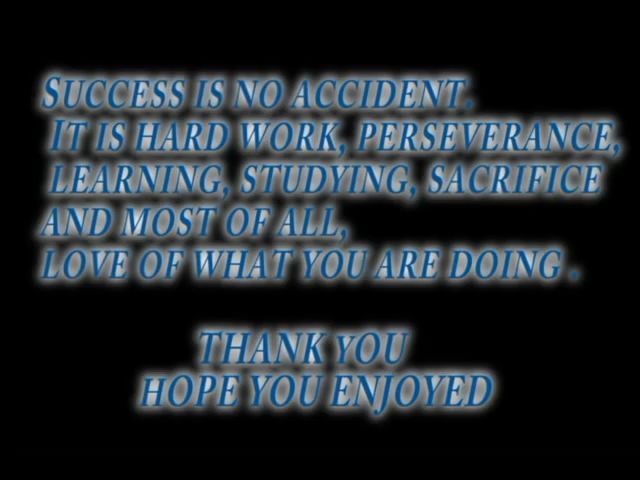 SUCCESS IS NO ACCIDENT.
IT IS HARD WORK, PERSEVERANCE,
LEARNING, STUDYING, SACRIFICE
AND MOST OF ALL,
LOVE OF WHAT YOU ARE DOING .
THANK YOU
HOPE YOU ENJOYED